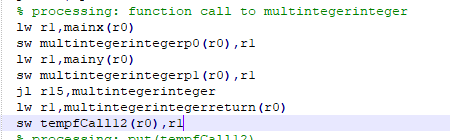 % processing: function call to multintegerinteger
lw r1,mainx(r0)
sw multintegerintegerp0(r0),r1
lw r1,mainy(r0)
sw multintegerintegerp1(r0),r1
jl r15,multintegerinteger
lw r1,multintegerintegerreturn(r0)
sw tempfCall12(r0),r1
% processing: put(tempfCall12)